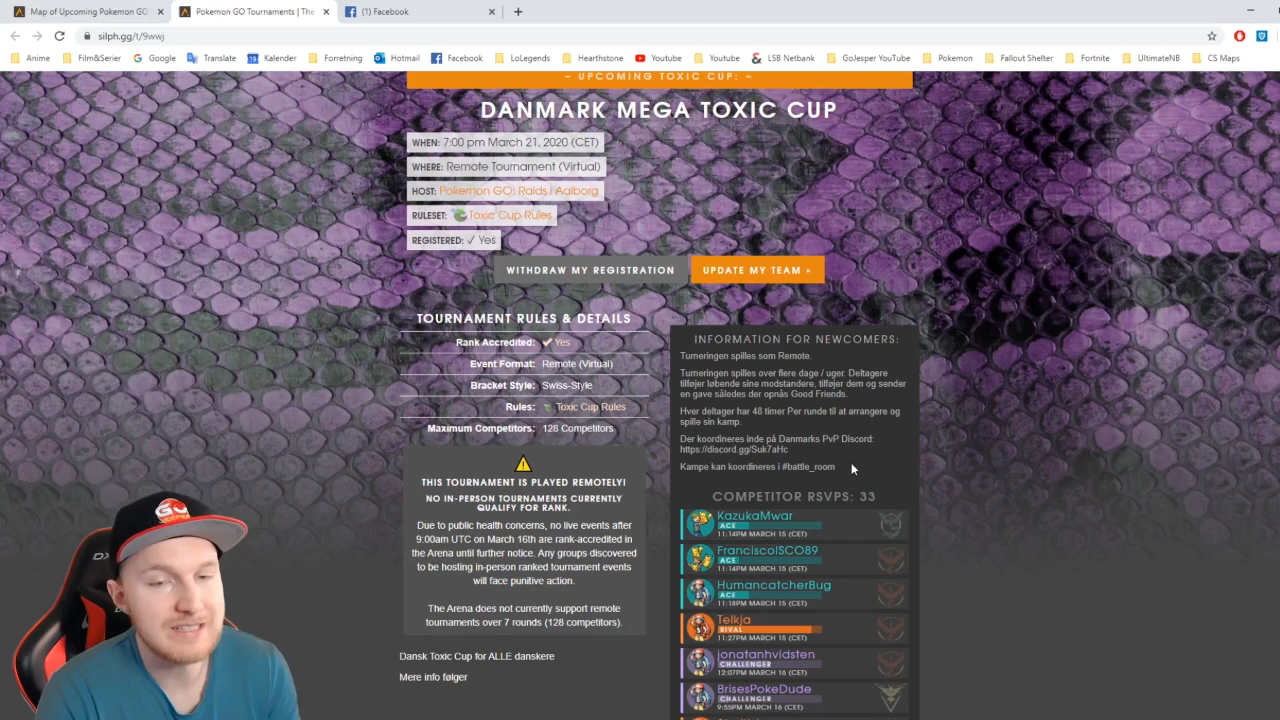 Map of Upcoming Pokemon GO
Pokemon GO Tournaments | The
(1) Facebook
silph.gg/t/9wwj
Anime
Film&Serier
Google
Translate
Kalender
Forretning
Hotmail
Facebook
LoLegends
Hearthstone
Youtube
Youtube
LSB Netbank
GoJesper YouTube
Pokemon
Fallout Shelter
Fortnite
UltimateNB
CS Maps
~ UPCOMING TOXIC CUP: ~
DANMARK MEGA TOXIC CUP
WHEN: 7:00 pm March 21, 2020 (CET)
WHERE: Remote Tournament (Virtual)
HOST: Pokemon GO: Raids i Aalborg
RULESET: Toxic Cup Rules
REGISTERED: ✓ Yes
WITHDRAW MY REGISTRATION
UPDATE MY TEAM »
TOURNAMENT RULES & DETAILS
Rank Accredited: ✔ Yes
Event Format: Remote (Virtual)
Bracket Style: Swiss-Style
Rules: Toxic Cup Rules
Maximum Competitors: 128 Competitors
THIS TOURNAMENT IS PLAYED REMOTELY!
NO IN-PERSON TOURNAMENTS CURRENTLY
QUALIFY FOR RANK.
Due to public health concerns, no live events after
9:00am UTC on March 16th are rank-accredited in
the Arena until further notice. Any groups discovered
to be hosting in-person ranked tournament events
will face punitive action.
The Arena does not currently support remote
tournaments over 7 rounds (128 competitors).
Dansk Toxic Cup for ALLE danskere
Mere info følger
INFORMATION FOR NEWCOMERS:
Turneringen spilles som Remote.
Turneringen spilles over flere dage / uger. Deltagere
tilføjer løbende sine modstandere, tilføjer dem og sender
en gave således der opnås Good Friends.
Hver deltager har 48 timer Per runde til at arrangere og
spille sin kamp.
Der koordineres inde på Danmarks PvP Discord:
https://discord.gg/Suk7aHc
Kampe kan koordineres i #battle_room
COMPETITOR RSVPS: 33
KazukaMwar
ACE
11:14PM MARCH 15 (CET)
FranciscoISCO89
ACE
11:14PM MARCH 15 (CET)
HumancatcherBug
ACE
11:18PM MARCH 15 (CET)
Telkja
RIVAL
11:27PM MARCH 15 (CET)
jonatanhvidsten
CHALLENGER
12:07PM MARCH 16 (CET)
BrisesPokeDude
CHALLENGER
9:55PM MARCH 16 (CET)
GO